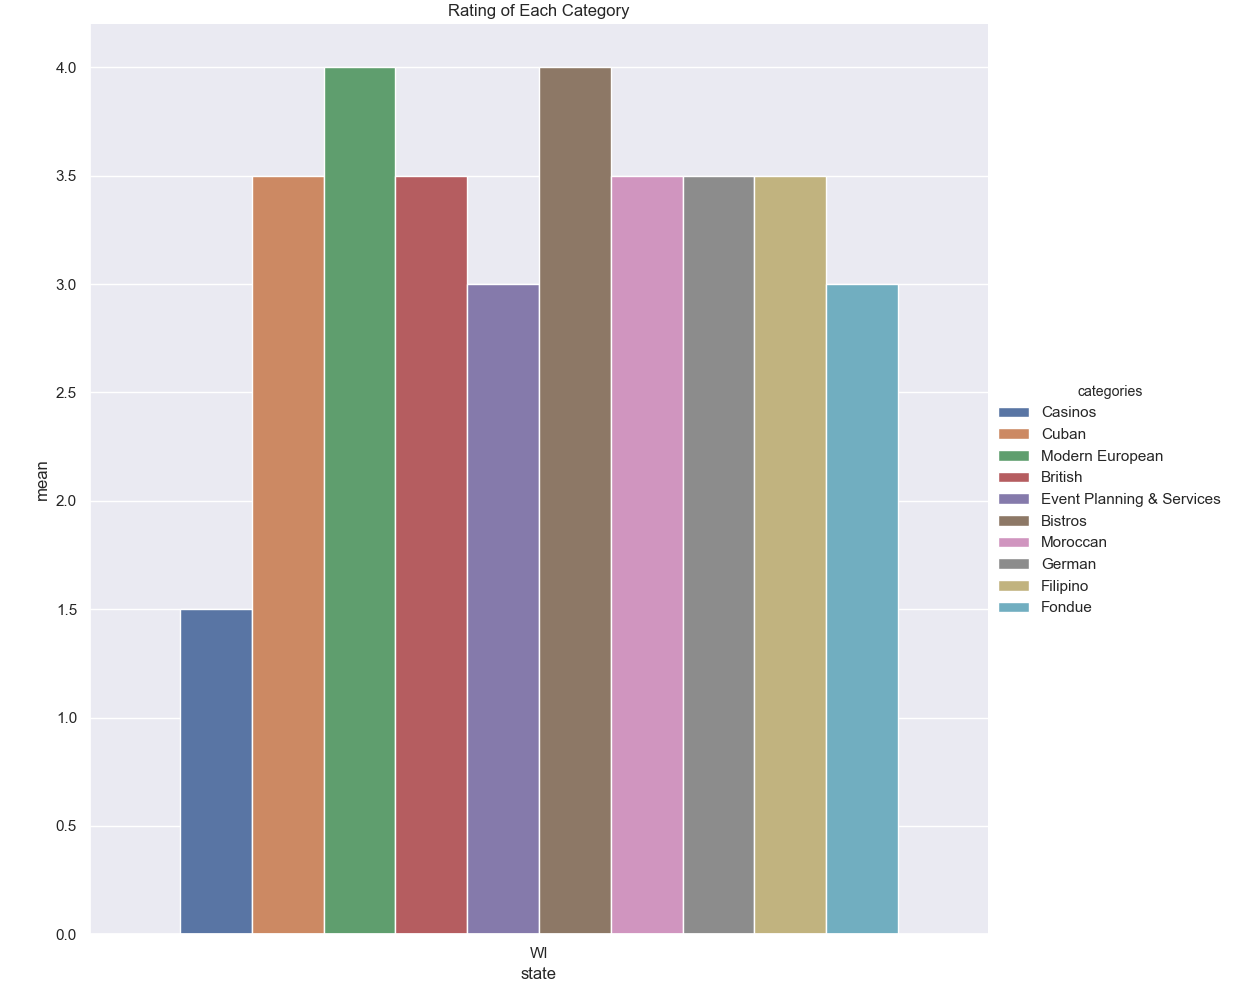 Rating of Each Category
4.0
3.5
3.0
2.5
2.0
1.5
1.0
0.5
0.0
mean
WI
state
categories
Casinos
Cuban
Modern European
British
Event Planning & Services
Bistros
Moroccan
German
Filipino
Fondue